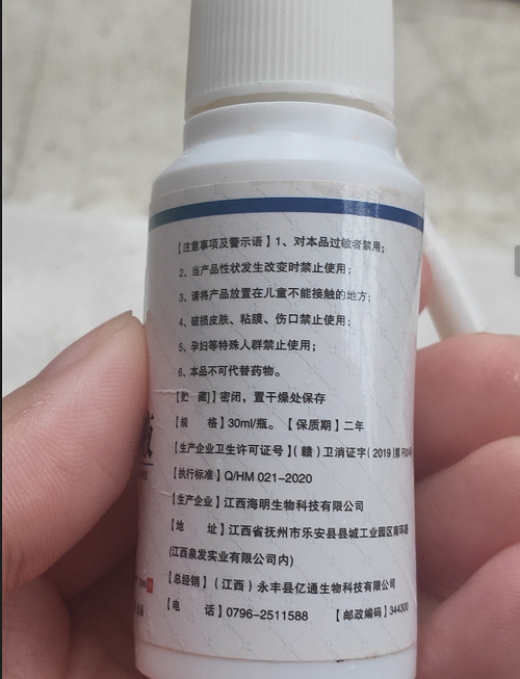 【注意事项及警示语】1、对本品过敏者禁用；
2、当产品性状发生改变时禁止使用；
3、请将产品放置在儿童不能接触的地方；
4、破损皮肤、粘膜、伤口禁止使用；
5、孕妇等特殊人群禁止使用；
6、本品不可代替药物。
【贮 藏】密闭，置干燥处保存
【规 格】30ml/瓶。【保质期】二年
【生产企业卫生许可证号】（赣）卫消证字(2019)第
【执行标准】Q/HM 021-2020
【生产企业】江西海明生物科技有限公司
【地 址】江西省抚州市乐安县县城工业园区南环路
(江西泉发实业有限公司内)
【总经销】（江西）永丰县亿通生物科技有限公司
【电 话】0796-2511588 【邮政编码】344300
液